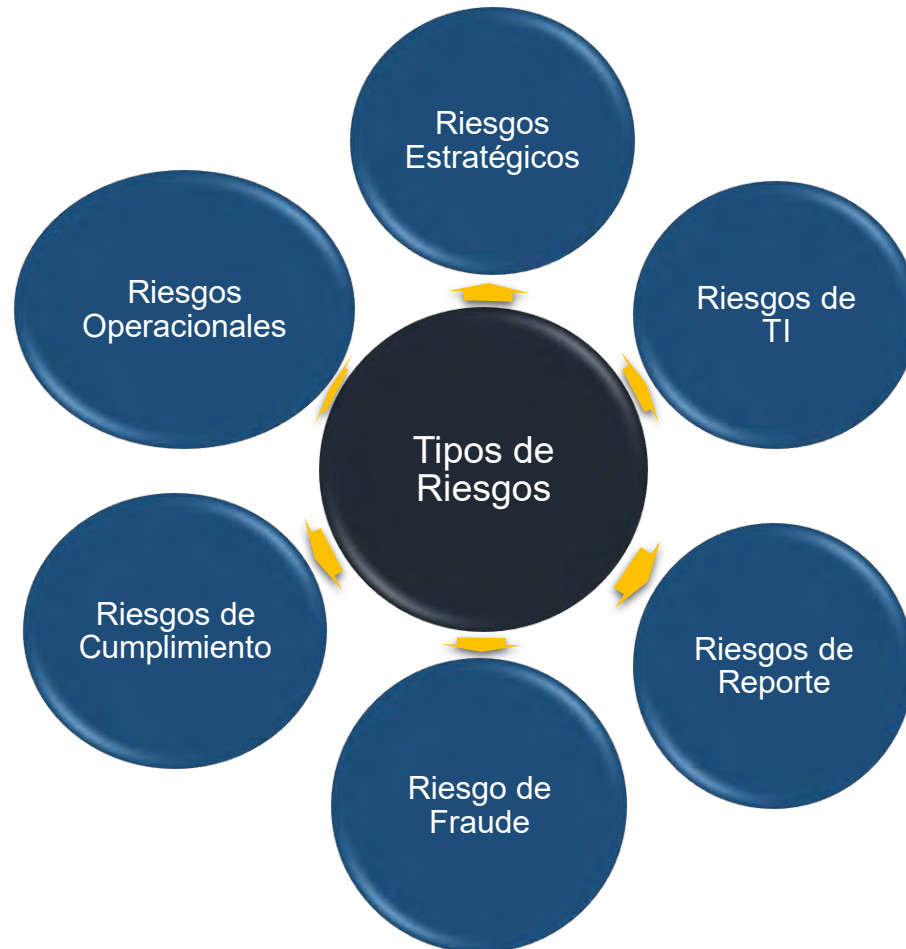 Riesgos
Estratégicos
Riesgos
Operacionales
Riesgos de
TI
Tipos de
Riesgos
Riesgos de
Cumplimiento
Riesgos de
Reporte
Riesgo de
Fraude